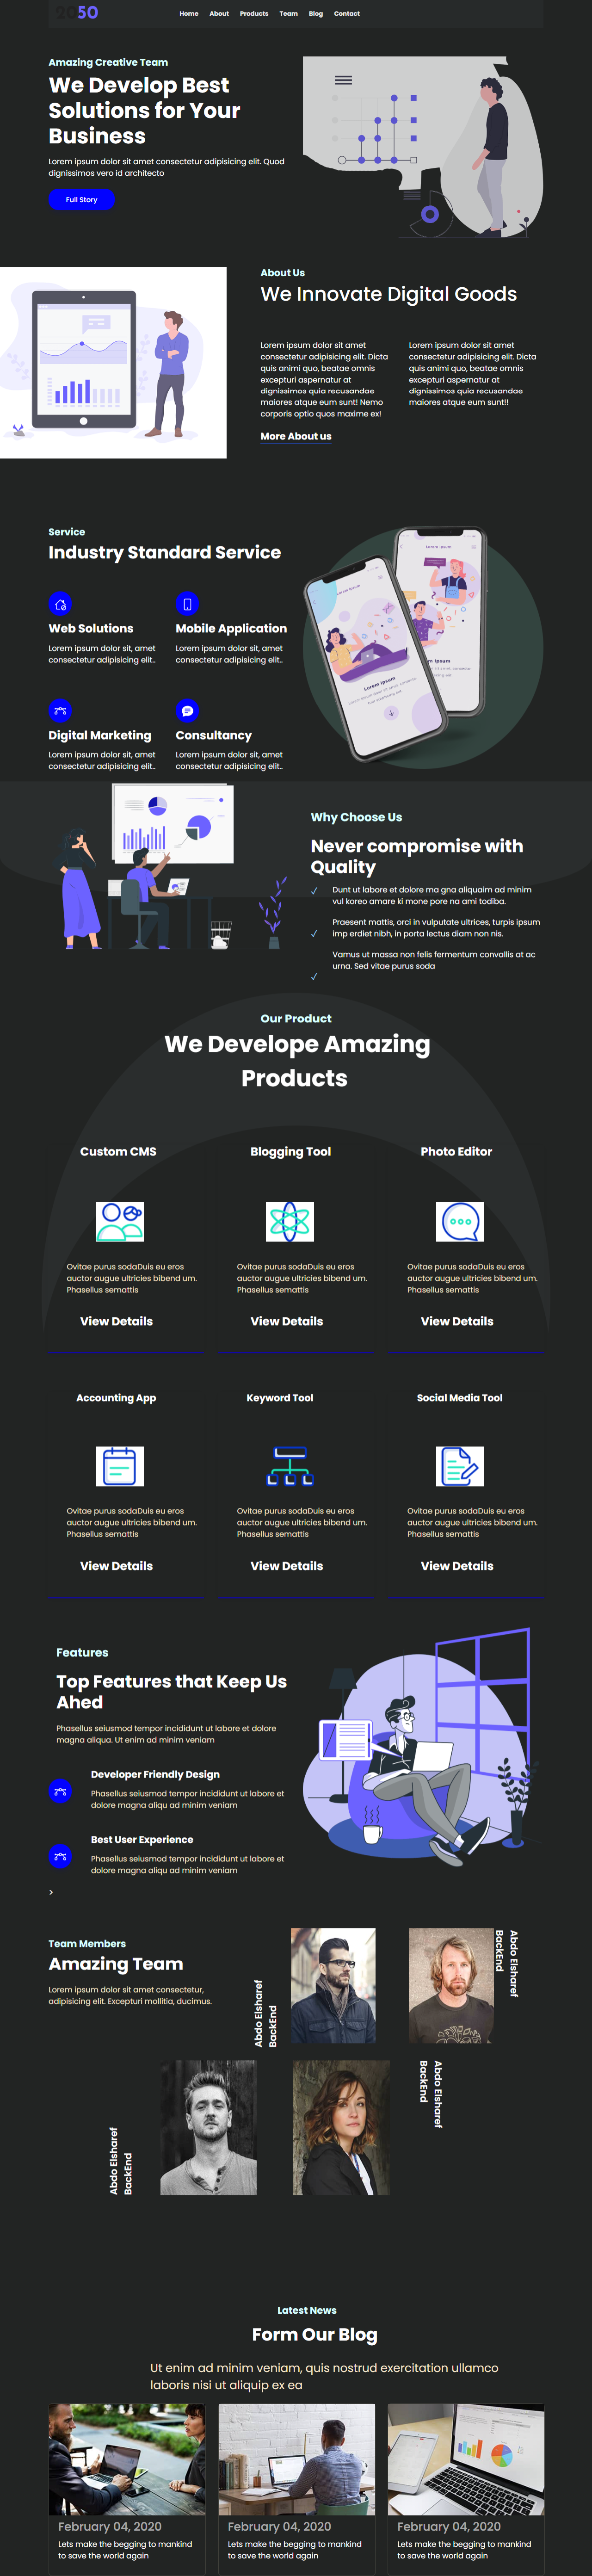 2050
Home About Products Team Blog Contact
Amazing Creative Team
We Develop Best
Solutions for Your
Business
Lorem ipsum dolor sit amet consectetur adipisicing elit. Quod
dignissimos vero id architecto
Full Story
About Us
We Innovate Digital Goods
Lorem ipsum dolor sit amet
consectetur adipisicing elit. Dicta
quis animi quo, beatae omnis
excepturi aspernatur at
dignissimos quia recusandae
maiores atque eum sunt! Nemo
corporis optio quos maxime ex!
Lorem ipsum dolor sit amet
consectetur adipisicing elit. Dicta
quis animi quo, beatae omnis
excepturi aspernatur at
dignissimos quia recusandae
maiores atque eum sunt!!
More About us
Service
Industry Standard Service
Web Solutions
Lorem ipsum dolor sit, amet
consectetur adipisicing elit..
Mobile Application
Lorem ipsum dolor sit, amet
consectetur adipisicing elit..
Digital Marketing
Lorem ipsum dolor sit, amet
consectetur adipisicing elit..
Consultancy
Lorem ipsum dolor sit, amet
consectetur adipisicing elit..
Lorem Ipsum
Lorem Ipsum
Why Choose Us
Never compromise with
Quality
Dunt ut labore et dolore ma gna aliquaim ad minim
vul koreo amare ki mone pore na ami todiba.
Praesent mattis, orci in vulputate ultrices, turpis ipsum
imp erdiet nibh, in porta lectus diam non nis.
Vamus ut massa non felis fermentum convallis at ac
urna. Sed vitae purus soda
Our Product
We Develope Amazing
Products
Custom CMS
Ovitae purus sodaDuis eu eros
auctor augue ultricies bibend um.
Phasellus semattis
View Details
Blogging Tool
Ovitae purus sodaDuis eu eros
auctor augue ultricies bibend um.
Phasellus semattis
View Details
Photo Editor
Ovitae purus sodaDuis eu eros
auctor augue ultricies bibend um.
Phasellus semattis
View Details
Accounting App
Ovitae purus sodaDuis eu eros
auctor augue ultricies bibend um.
Phasellus semattis
View Details
Keyword Tool
Ovitae purus sodaDuis eu eros
auctor augue ultricies bibend um.
Phasellus semattis
View Details
Social Media Tool
Ovitae purus sodaDuis eu eros
auctor augue ultricies bibend um.
Phasellus semattis
View Details
Features
Top Features that Keep Us
Ahed
Phasellus seiusmod tempor incididunt ut labore et dolore
magna aliqua. Ut enim ad minim veniam
Developer Friendly Design
Phasellus seiusmod tempor incididunt ut labore et
dolore magna aliqu ad minim veniam
Best User Experience
Phasellus seiusmod tempor incididunt ut labore et
dolore magna aliqu ad minim veniam
>
Team Members
Amazing Team
Lorem ipsum dolor sit amet consectetur,
adipisicing elit. Excepturi mollitia, ducimus.
Abdo Elsharef
BackEnd
Abdo Elsharef
BackEnd
Abdo Elsharef
BackEnd
Abdo Elsharef
BackEnd
Latest News
Form Our Blog
Ut enim ad minim veniam, quis nostrud exercitation ullamco
laboris nisi ut aliquip ex ea
February 04, 2020
Lets make the begging to mankind
to save the world again
February 04, 2020
Lets make the begging to mankind
to save the world again
February 04, 2020
Lets make the begging to mankind
to save the world again